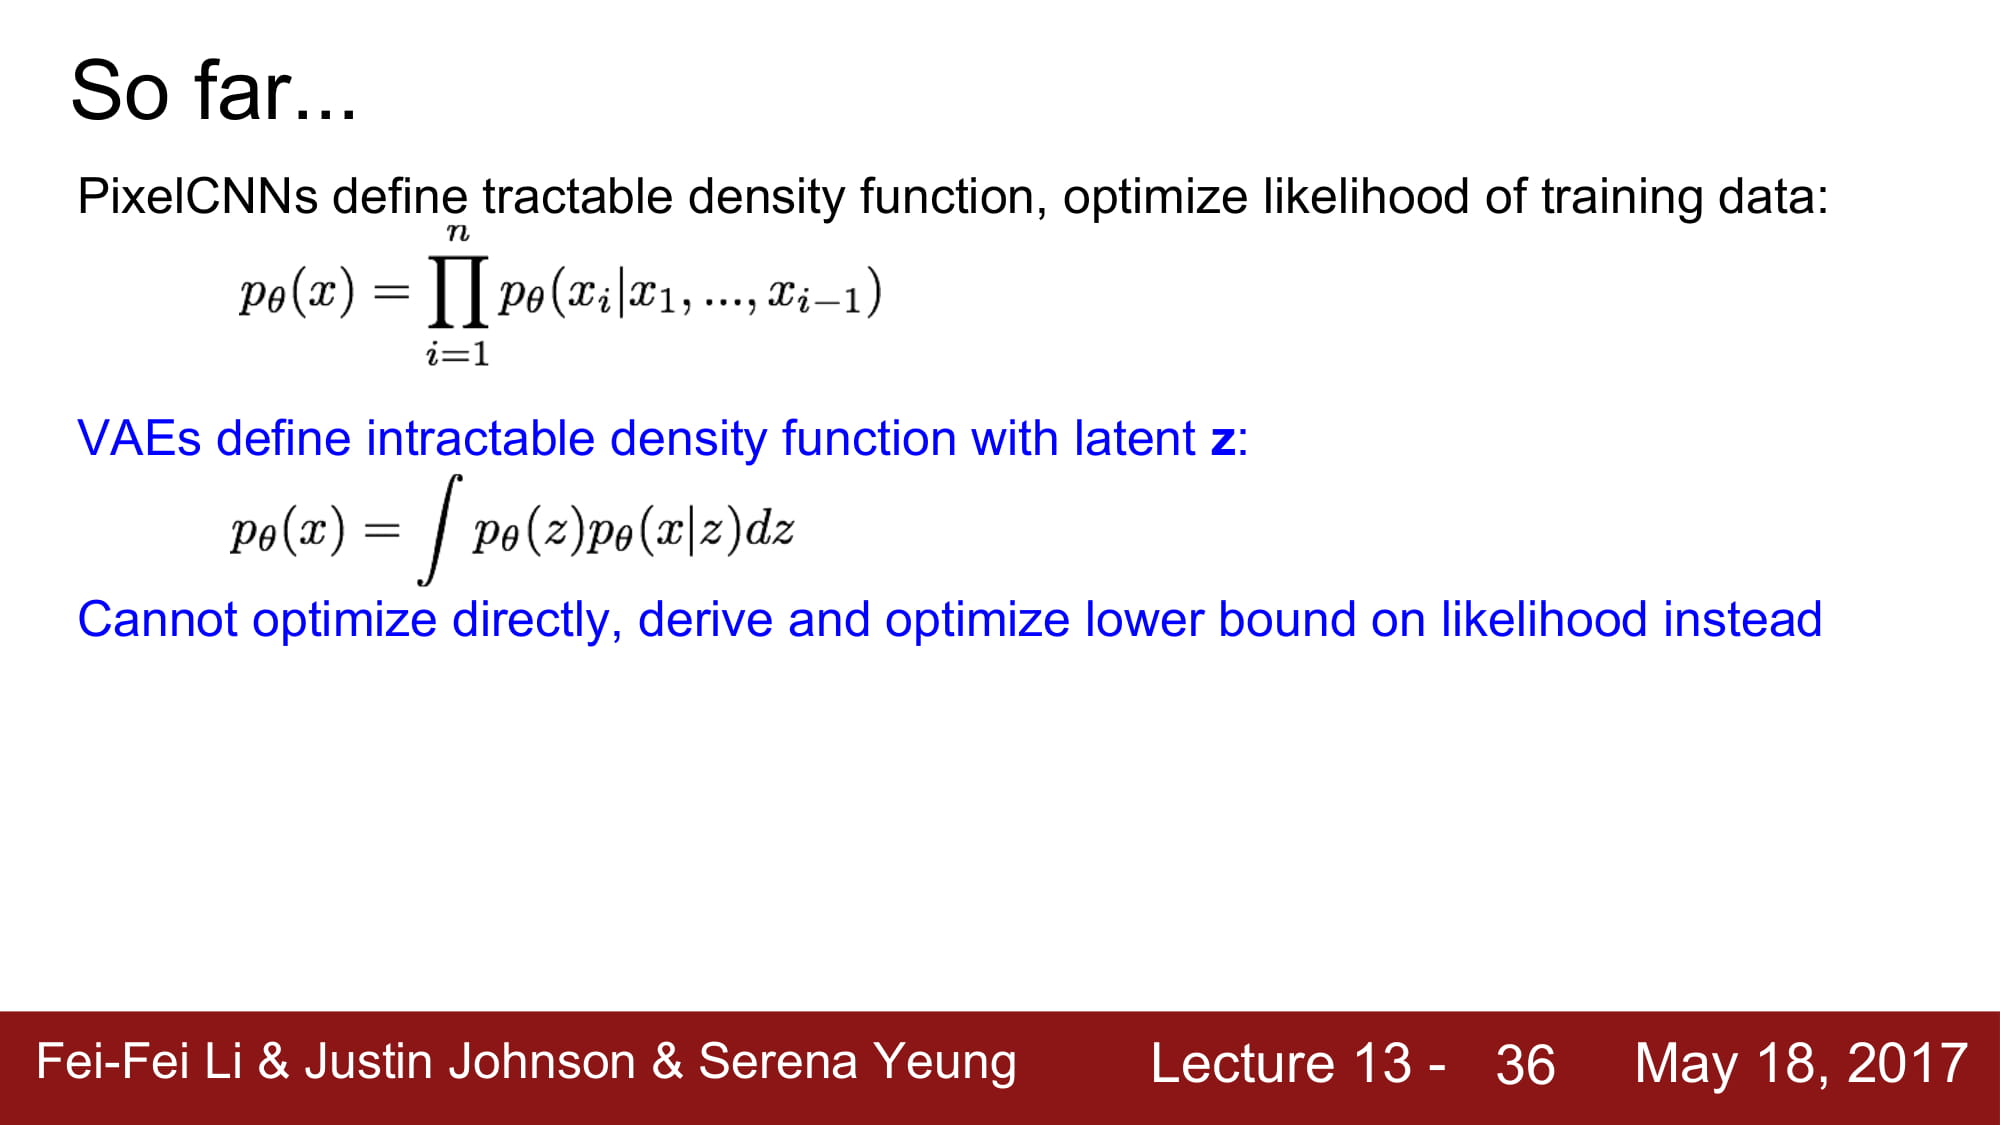 So far...
PixelCNNs define tractable density function, optimize likelihood of training data:
$p_\theta(x) = \prod_{i=1}^{n} p_\theta(x_i|x_1, ..., x_{i-1})$
VAEs define intractable density function with latent z:
$p_\theta(x) = \int p_\theta(z)p_\theta(x|z)dz$
Cannot optimize directly, derive and optimize lower bound on likelihood instead
Fei-Fei Li & Justin Johnson & Serena Yeung Lecture 13 - 36 May 18, 2017